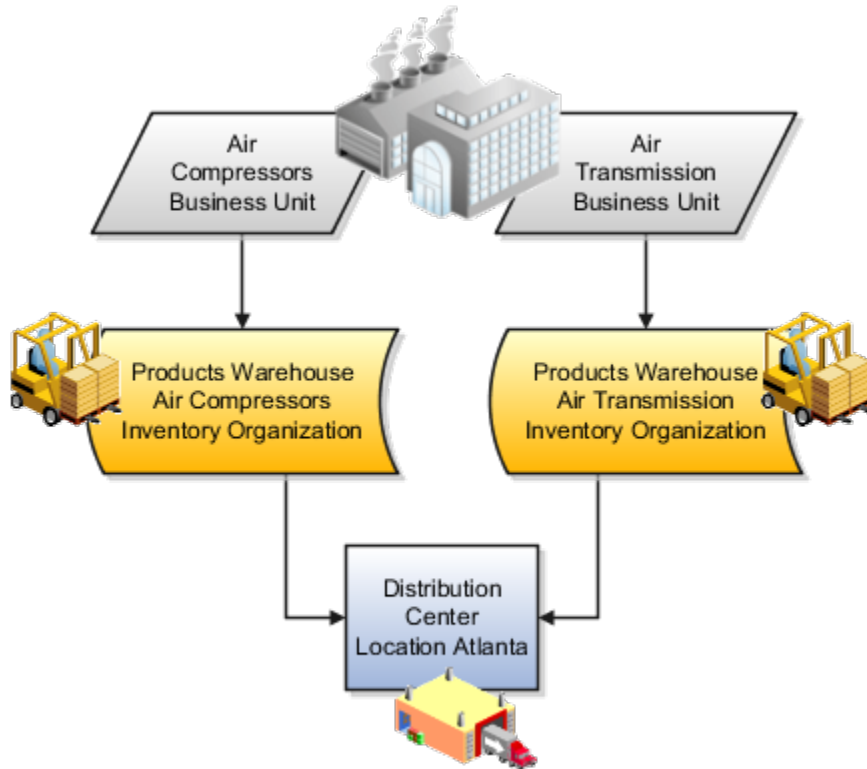 Air
Compressors
Business Unit
Air
Transmission
Business Unit
Products Warehouse
Air Compressors
Inventory Organization
Products Warehouse
Air Transmission
Inventory Organization
Distribution
Center
Location Atlanta